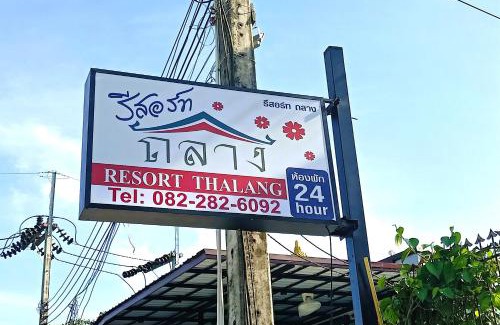 รีสอร์ท
รีสอร์ท ถลาง
ถลาง
RESORT THALANG
Tel: 082-282-6092
ห้องพัก
24
hour